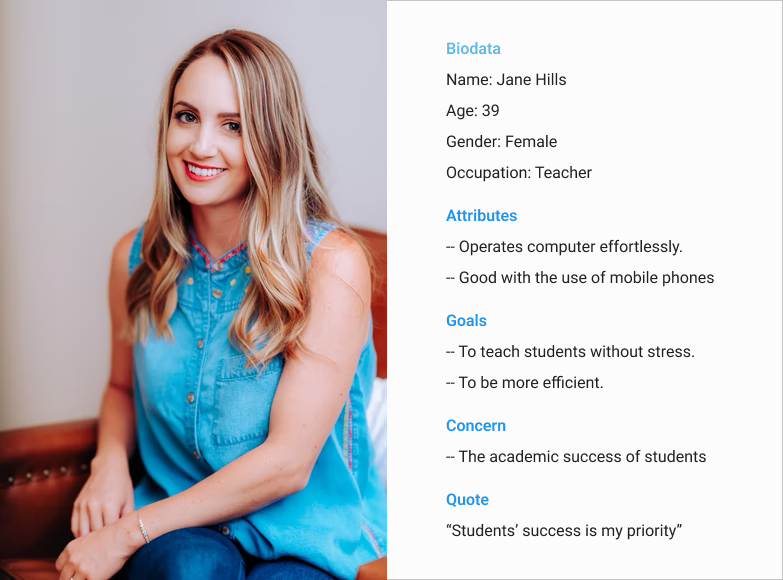 Biodata
Name: Jane Hills
Age: 39
Gender: Female
Occupation: Teacher
Attributes
-- Operates computer effortlessly.
-- Good with the use of mobile phones
Goals
-- To teach students without stress.
-- To be more efficient.
Concern
-- The academic success of students
Quote
“Students’ success is my priority”